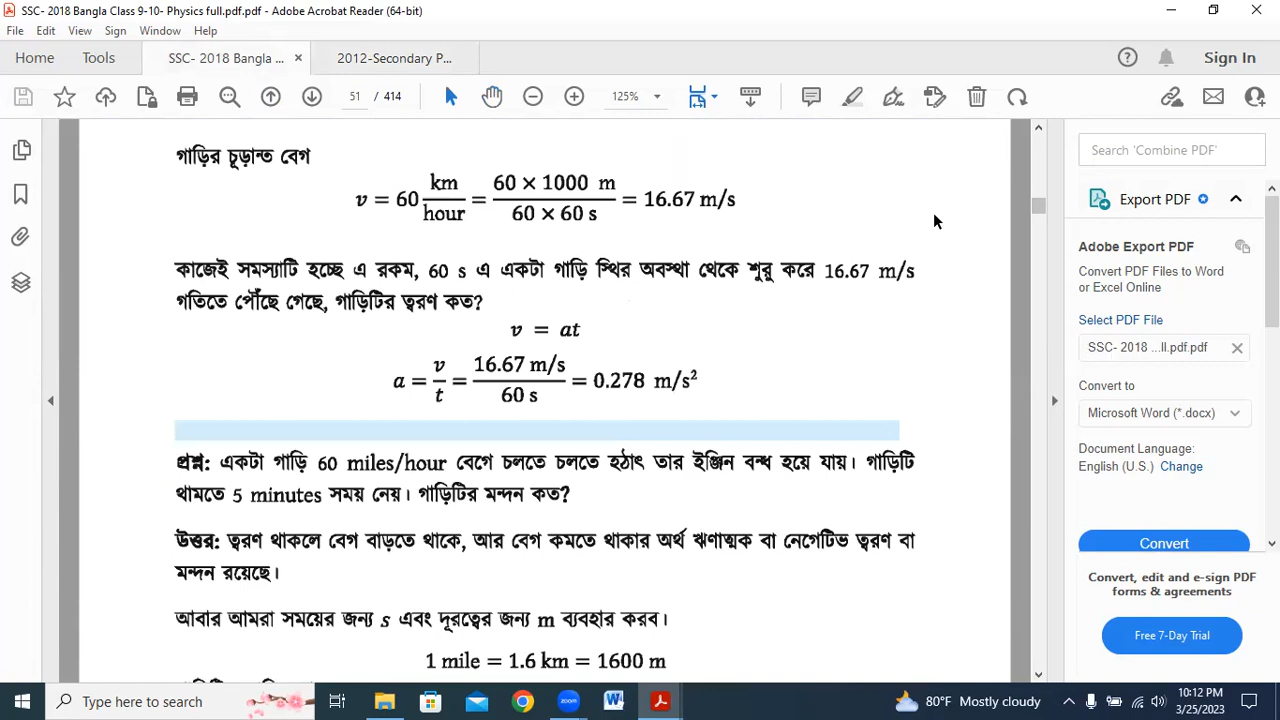 SSC- 2018 Bangla Class 9-10- Physics full.pdf.pdf - Adobe Acrobat Reader (64-bit)
File Edit View Sign Window Help
Home Tools SSC- 2018 Bangla ... × 2012-Secondary P...
Sign In
51 / 414 125%
গাড়ির চূড়ান্ত বেগ
v = 60 km/hour = 60 × 1000 m / 60 × 60 s = 16.67 m/s
কাজেই সমস্যাটি হচ্ছে এ রকম, 60 s এ একটা গাড়ি স্থির অবস্থা থেকে শুরু করে 16.67 m/s
গতিতে পৌঁছে গেছে, গাড়িটির ত্বরণ কত?
v = at
a = v/t = 16.67 m/s / 60 s = 0.278 m/s²
প্রশ্ন: একটা গাড়ি 60 miles/hour বেগে চলতে চলতে হঠাৎ তার ইঞ্জিন বন্ধ হয়ে যায়। গাড়িটি
থামতে 5 minutes সময় নেয়। গাড়িটির মন্দন কত?
উত্তর: ত্বরণ থাকলে বেগ বাড়তে থাকে, আর বেগ কমতে থাকার অর্থ ঋণাত্মক বা নেগেটিভ ত্বরণ বা
মন্দন রয়েছে।
আবার আমরা সময়ের জন্য s এবং দূরত্বের জন্য m ব্যবহার করব।
1 mile = 1.6 km = 1600 m
Search 'Combine PDF'
Export PDF
Adobe Export PDF
Convert PDF Files to Word
or Excel Online
Select PDF File
SSC- 2018 ...ll.pdf.pdf
Convert to
Microsoft Word (*.docx)
Document Language:
English (U.S.) Change
Convert
Convert, edit and e-sign PDF
forms & agreements
Free 7-Day Trial
Type here to search
zoom
80°F Mostly cloudy
10:12 PM
3/25/2023